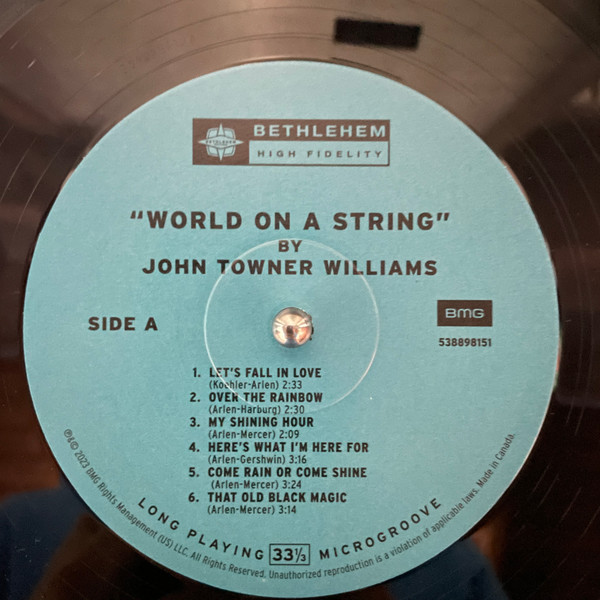 BETHLEHEM
BETHLEHEM
HIGH FIDELITY
"WORLD ON A STRING"
BY
JOHN TOWNER WILLIAMS
SIDE A
BMG
538898151
1. LET'S FALL IN LOVE
(Koehler-Arlen) 2:33
2. OVER THE RAINBOW
(Arlen-Harburg) 2:30
3. MY SHINING HOUR
(Arlen-Mercer) 2:09
4. HERE'S WHAT I'M HERE FOR
(Arlen-Gershwin) 3:16
5. COME RAIN OR COME SHINE
(Arlen-Mercer) 3:24
6. THAT OLD BLACK MAGIC
(Arlen-Mercer) 3:14
LONG PLAYING 33⅓ MICROGROOVE
℗© 2023 BMG Rights Management (US) LLC. All Rights Reserved. Unauthorized reproduction is a violation of applicable laws. Made in Canada.